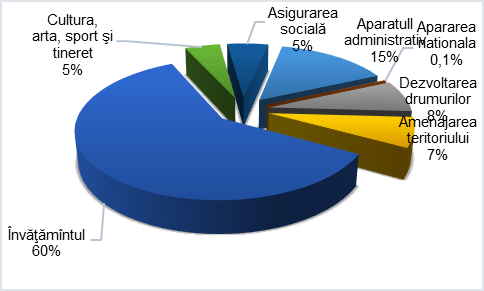 Cultura,
arta, sport şi
tineret
5%
Asigurarea
socială
5%
Aparatull
administrativ
15%
Apararea
nationala
0,1%
Dezvoltarea
drumurilor
8%
Amenajarea
teritoriului
7%
Învăţămîntul
60%